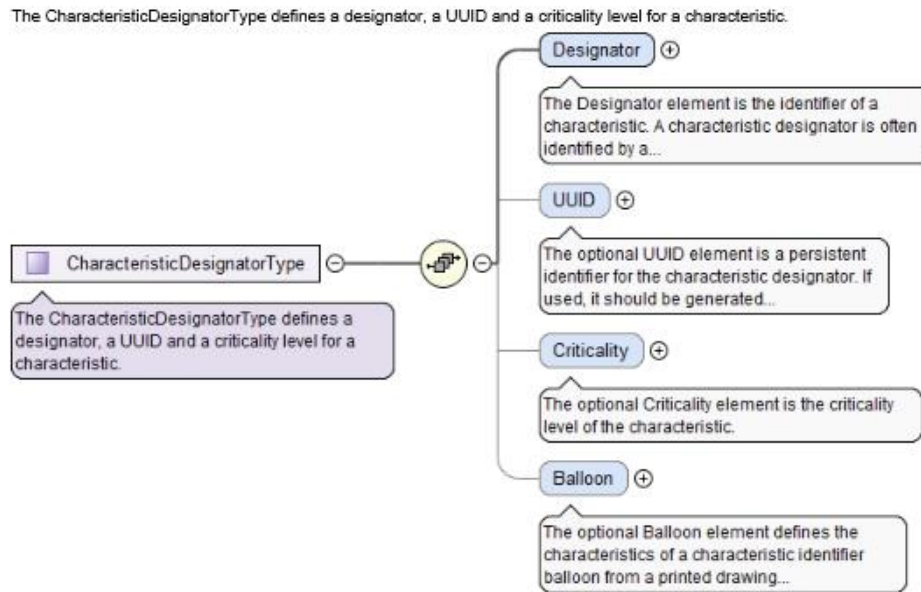 The CharacteristicDesignatorType defines a designator, a UUID and a criticality level for a characteristic.
Designator
The Designator element is the identifier of a
characteristic. A characteristic designator is often
identified by a...
UUID
The optional UUID element is a persistent
identifier for the characteristic designator. If
used, it should be generated...
CharacteristicDesignatorType
The CharacteristicDesignatorType defines a
designator, a UUID and a criticality level for a
characteristic.
Criticality
The optional Criticality element is the criticality
level of the characteristic.
Balloon
The optional Balloon element defines the
characteristics of a characteristic identifier
balloon from a printed drawing...